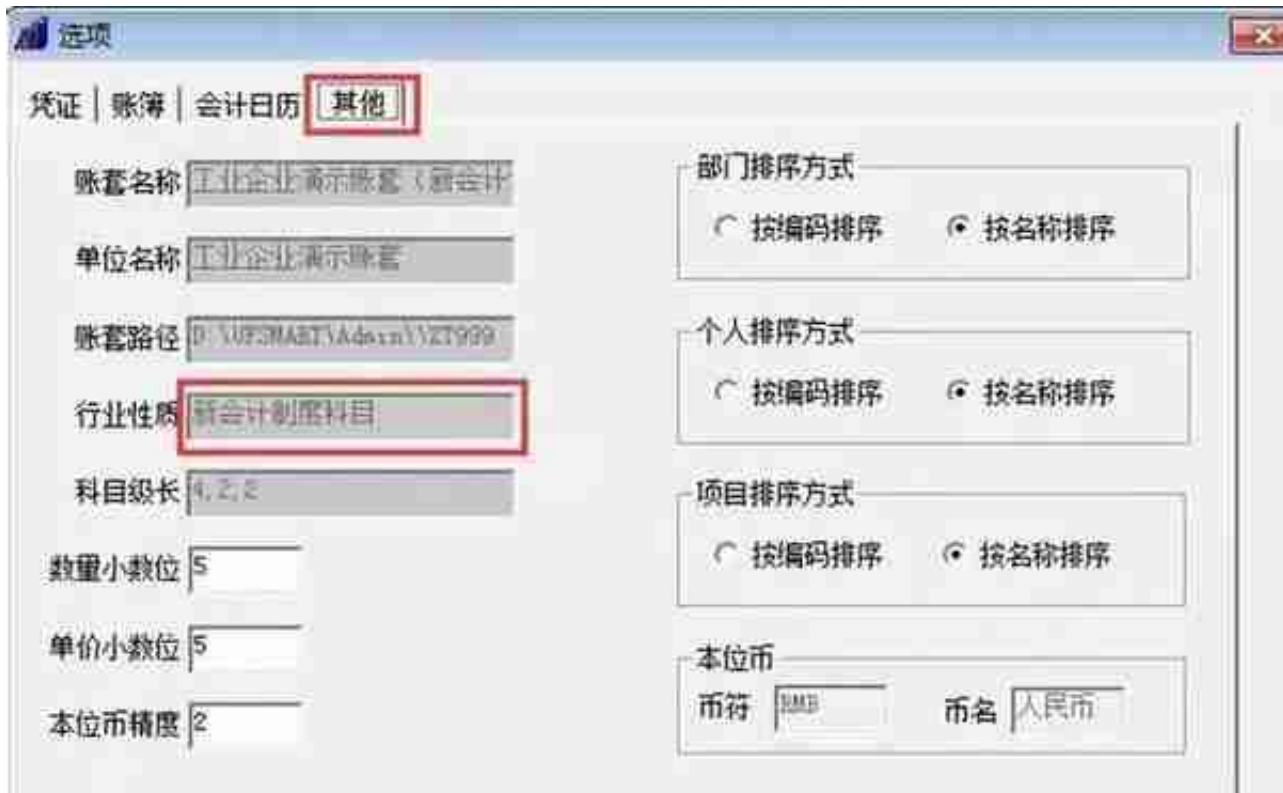 选项
凭证 账簿 会计日历 其他
账套名称 工业企业演示账套（新会计
单位名称 工业企业演示账套
账套路径 D:\UFSMART\Admin\\ZT999
行业性质 新会计制度科目
科目级长 4,2,2
数量小数位 5
单价小数位 5
本位币精度 2
部门排序方式
按编码排序 按名称排序
个人排序方式
按编码排序 按名称排序
项目排序方式
按编码排序 按名称排序
本位币
币符 RMB 币名 人民币